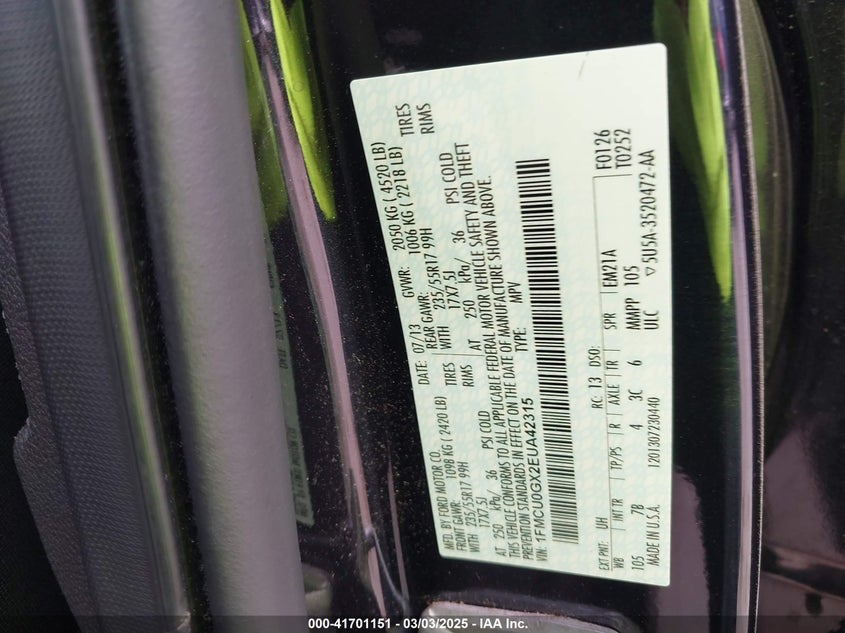 MFD. BY FORD MOTOR CO.
DATE: 07/13 GVWR: 2050 KG ( 4520 LB)
FRONT GAWR: 1098 KG ( 2420 LB) REAR GAWR: 1006 KG ( 2218 LB)
235/55R17 99H TIRES WITH 235/55R17 99H TIRES
WITH 17X7.5J RIMS 17X7.5J RIMS
AT 250 kPa/ 36 PSI COLD AT 250 kPa/ 36 PSI COLD
THIS VEHICLE CONFORMS TO ALL APPLICABLE FEDERAL MOTOR VEHICLE SAFETY AND THEFT
PREVENTION STANDARDS IN EFFECT ON THE DATE OF MANUFACTURE SHOWN ABOVE.
VIN: 1FMCU0GX2EUA42315 TYPE: MPV
EXT PNT: UH RC: 13 DSO: F0126
WB INT TR TP/PS R AXLE TR SPR EM21A T0252
105 7B 4 3C 6 MMPP 105
MADE IN U.S.A. 1201307230440 ULC ▽5U5A-3520472-AA
000-41701151 - 03/03/2025 - IAA Inc.